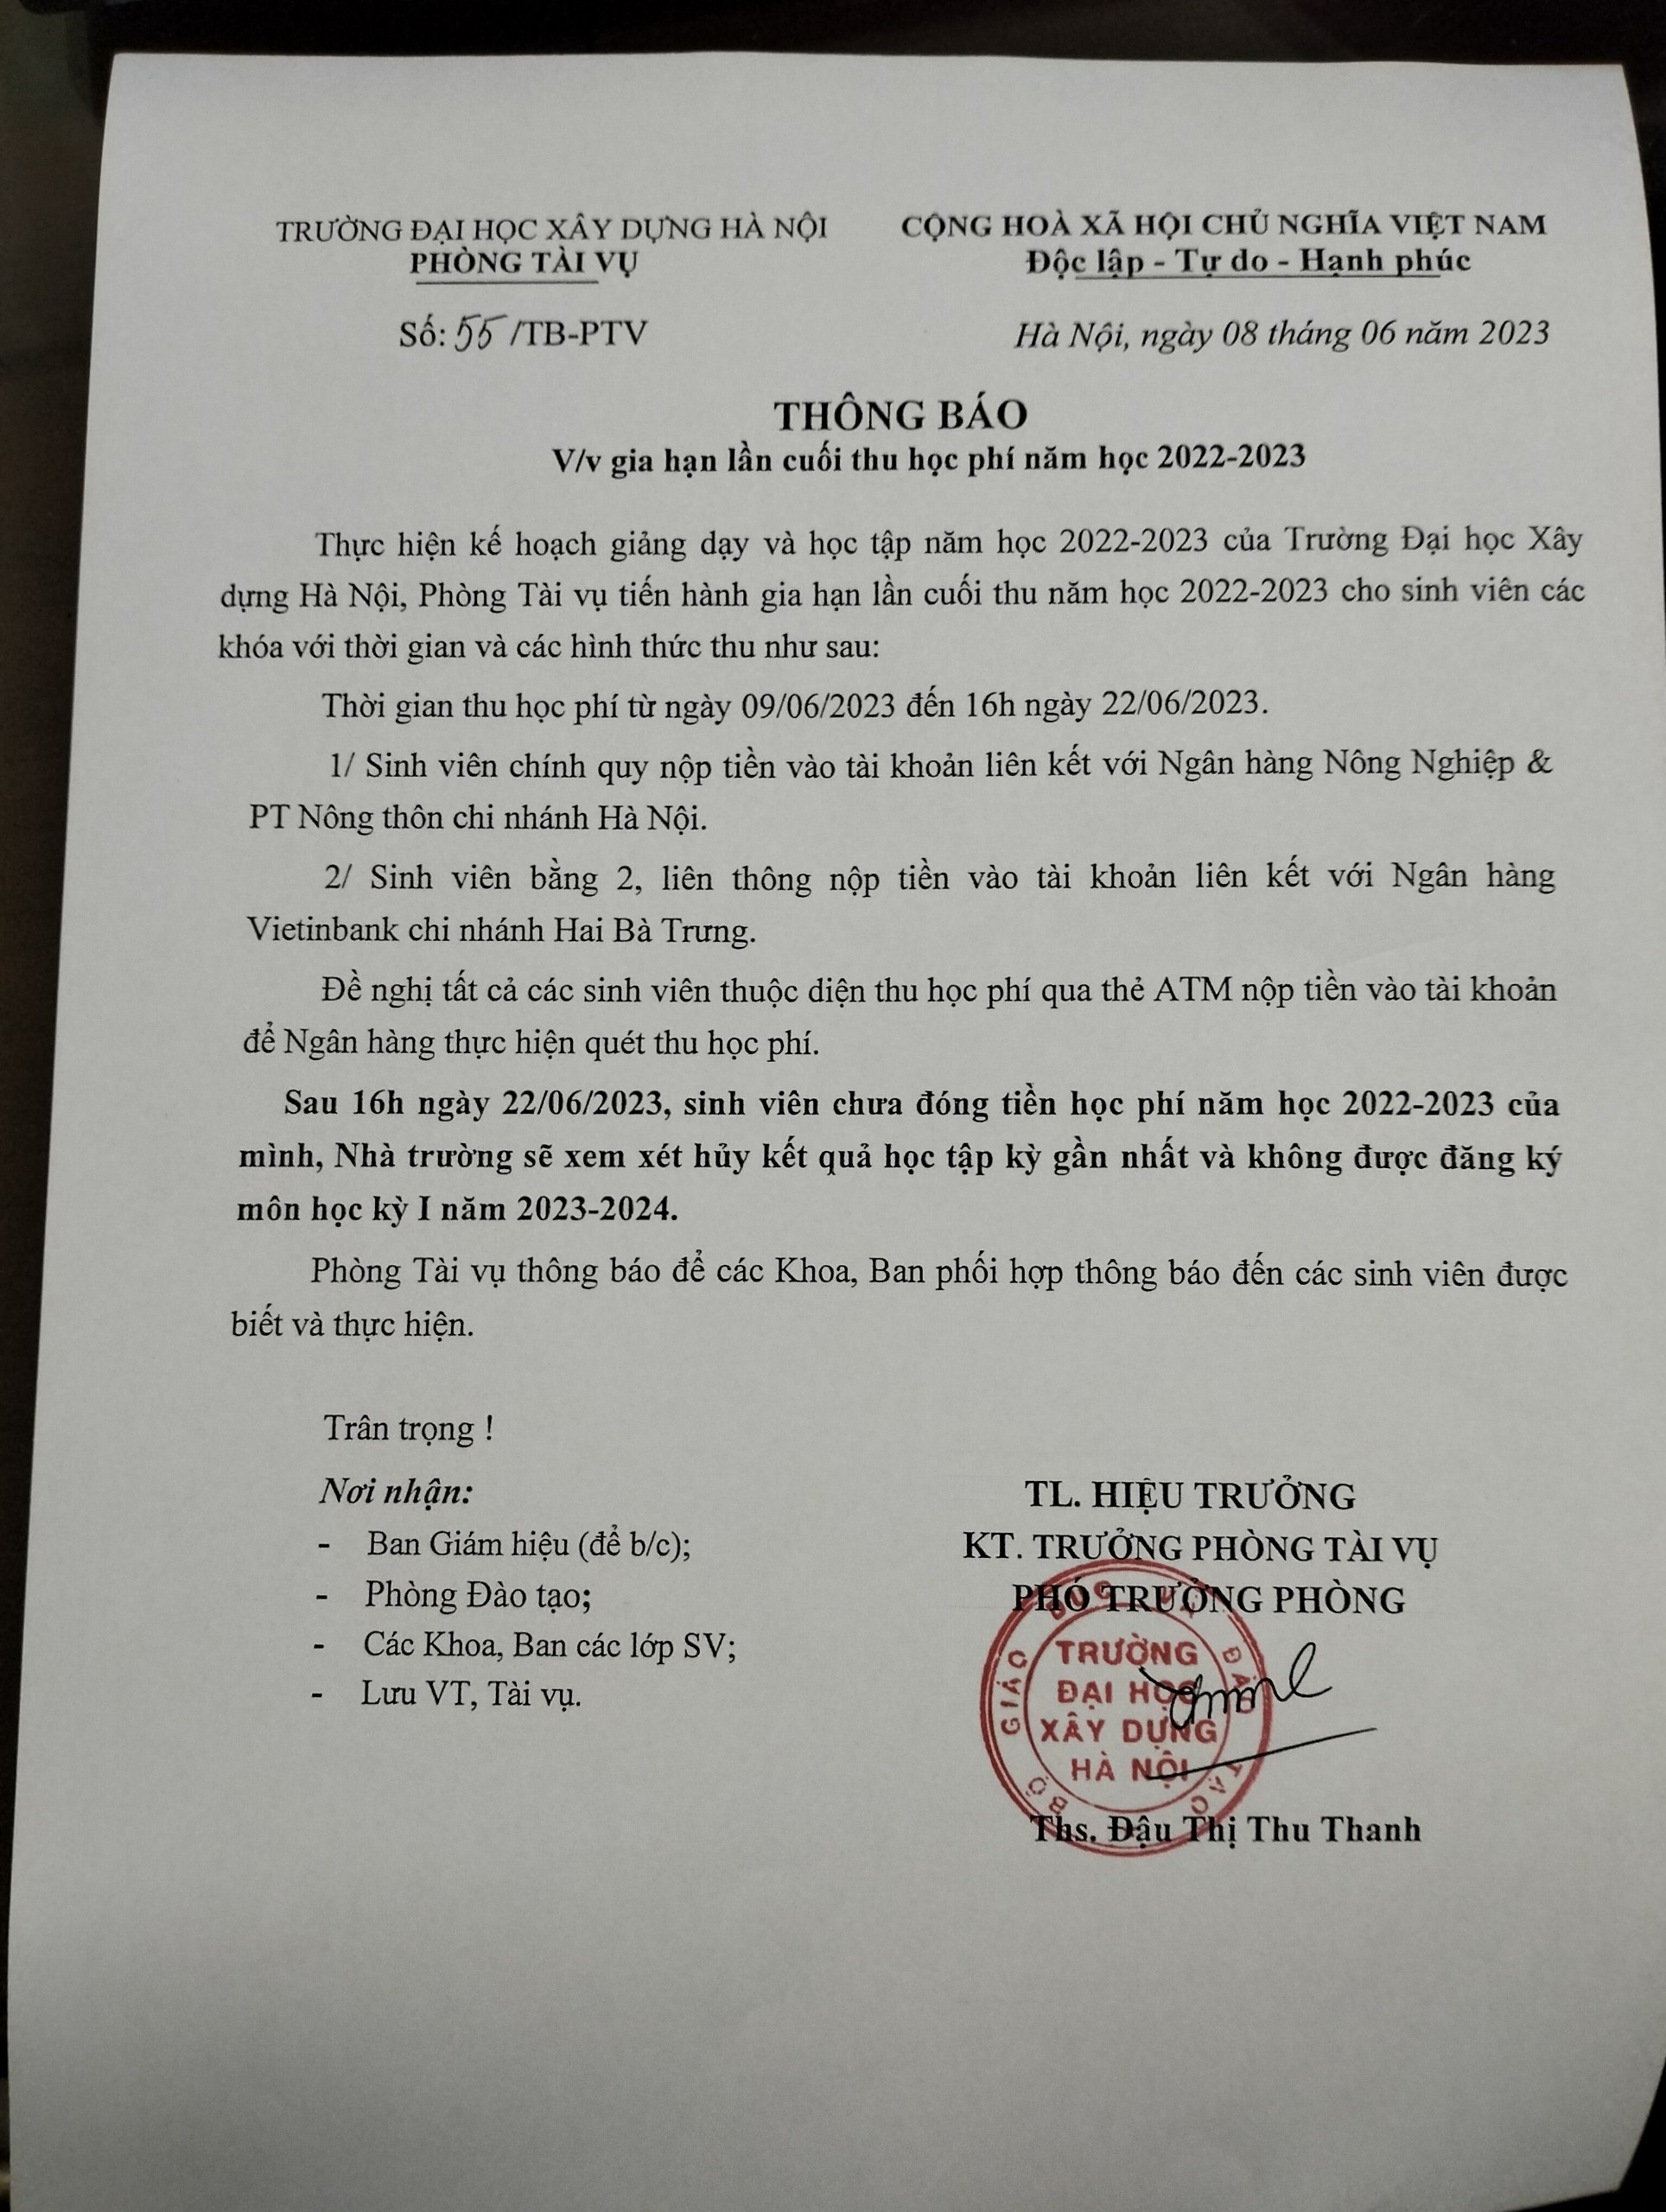 TRƯỜNG ĐẠI HỌC XÂY DỰNG HÀ NỘI
PHÒNG TÀI VỤ
Số: 55 /TB-PTV
CỘNG HOÀ XÃ HỘI CHỦ NGHĨA VIỆT NAM
Độc lập - Tự do - Hạnh phúc
Hà Nội, ngày 08 tháng 06 năm 2023
THÔNG BÁO
V/v gia hạn lần cuối thu học phí năm học 2022-2023
Thực hiện kế hoạch giảng dạy và học tập năm học 2022-2023 của Trường Đại học Xây
dựng Hà Nội, Phòng Tài vụ tiến hành gia hạn lần cuối thu năm học 2022-2023 cho sinh viên các
khóa với thời gian và các hình thức thu như sau:
Thời gian thu học phí từ ngày 09/06/2023 đến 16h ngày 22/06/2023.
1/ Sinh viên chính quy nộp tiền vào tài khoản liên kết với Ngân hàng Nông Nghiệp &
PT Nông thôn chi nhánh Hà Nội.
2/ Sinh viên bằng 2, liên thông nộp tiền vào tài khoản liên kết với Ngân hàng
Vietinbank chi nhánh Hai Bà Trưng.
Đề nghị tất cả các sinh viên thuộc diện thu học phí qua thẻ ATM nộp tiền vào tài khoản
để Ngân hàng thực hiện quét thu học phí.
Sau 16h ngày 22/06/2023, sinh viên chưa đóng tiền học phí năm học 2022-2023 của
mình, Nhà trường sẽ xem xét hủy kết quả học tập kỳ gần nhất và không được đăng ký
môn học kỳ I năm 2023-2024.
Phòng Tài vụ thông báo để các Khoa, Ban phối hợp thông báo đến các sinh viên được
biết và thực hiện.
Trân trọng !
Nơi nhận:
- Ban Giám hiệu (để b/c);
- Phòng Đào tạo;
- Các Khoa, Ban các lớp SV;
- Lưu VT, Tài vụ.
TL. HIỆU TRƯỞNG
KT. TRƯỞNG PHÒNG TÀI VỤ
PHÓ TRƯỞNG PHÒNG
BỘ GIÁO DỤC VÀ ĐÀO TẠO
TRƯỜNG
ĐẠI HỌC
XÂY DỰNG
HÀ NỘI
Ths. Đậu Thị Thu Thanh